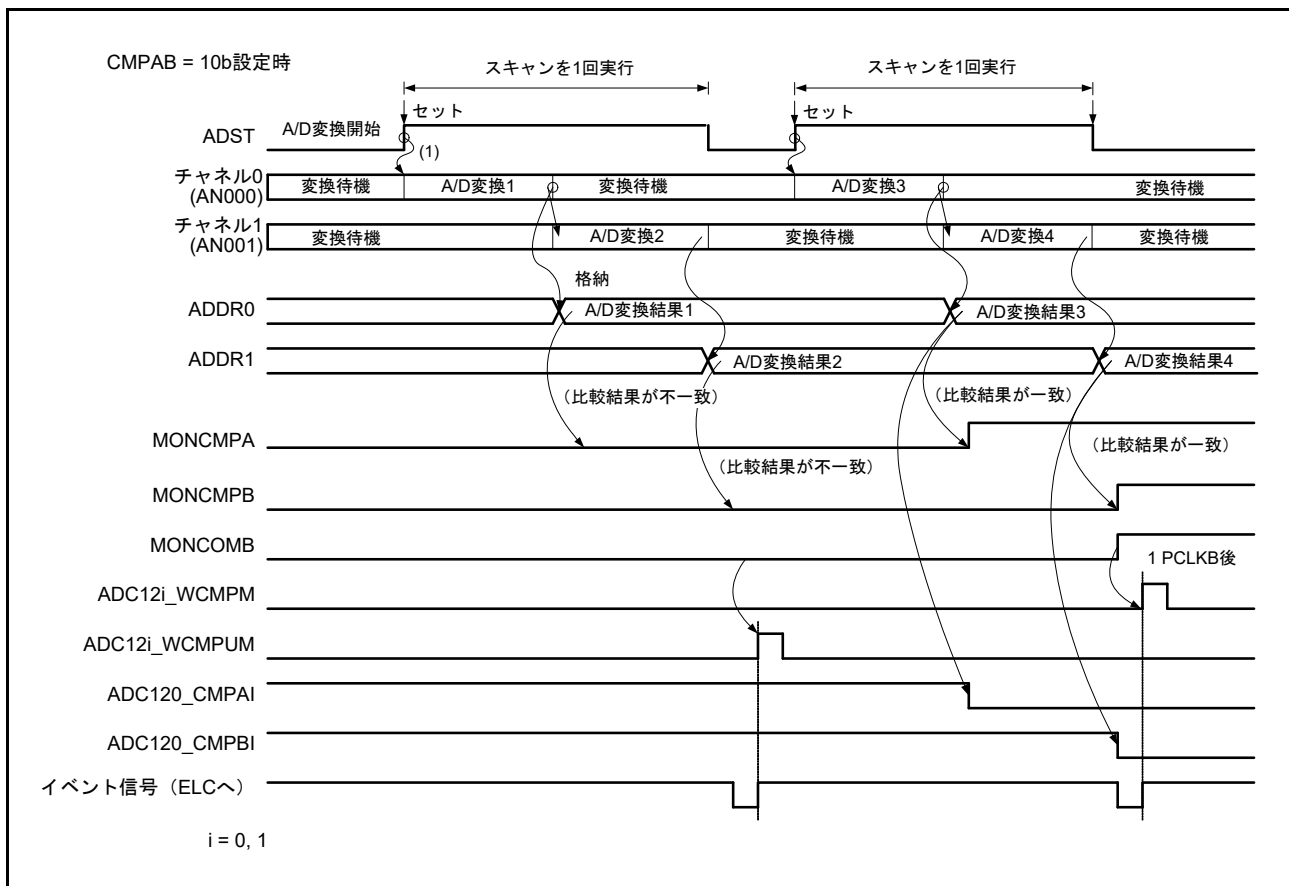 CMPAB = 10b設定時
スキャンを1回実行
スキャンを1回実行
セット
セット
ADST
A/D変換開始
(1)
チャネル0
(AN000)
変換待機
A/D変換1
変換待機
A/D変換3
変換待機
チャネル1
(AN001)
変換待機
A/D変換2
変換待機
A/D変換4
変換待機
格納
ADDR0
A/D変換結果1
A/D変換結果3
ADDR1
A/D変換結果2
A/D変換結果4
（比較結果が不一致）
（比較結果が一致）
MONCMPA
（比較結果が不一致）
（比較結果が一致）
MONCMPB
MONCOMB
1 PCLKB後
ADC12i_WCMPM
ADC12i_WCMPUM
ADC120_CMPAI
ADC120_CMPBI
イベント信号（ELCへ）
i = 0, 1